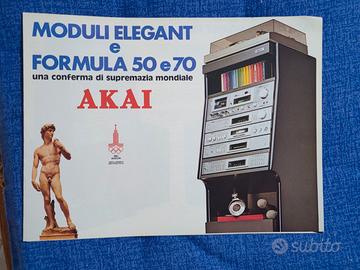 MODULI ELEGANT
e
FORMULA 50 e 70
una conferma di supremazia mondiale
AKAI
subito